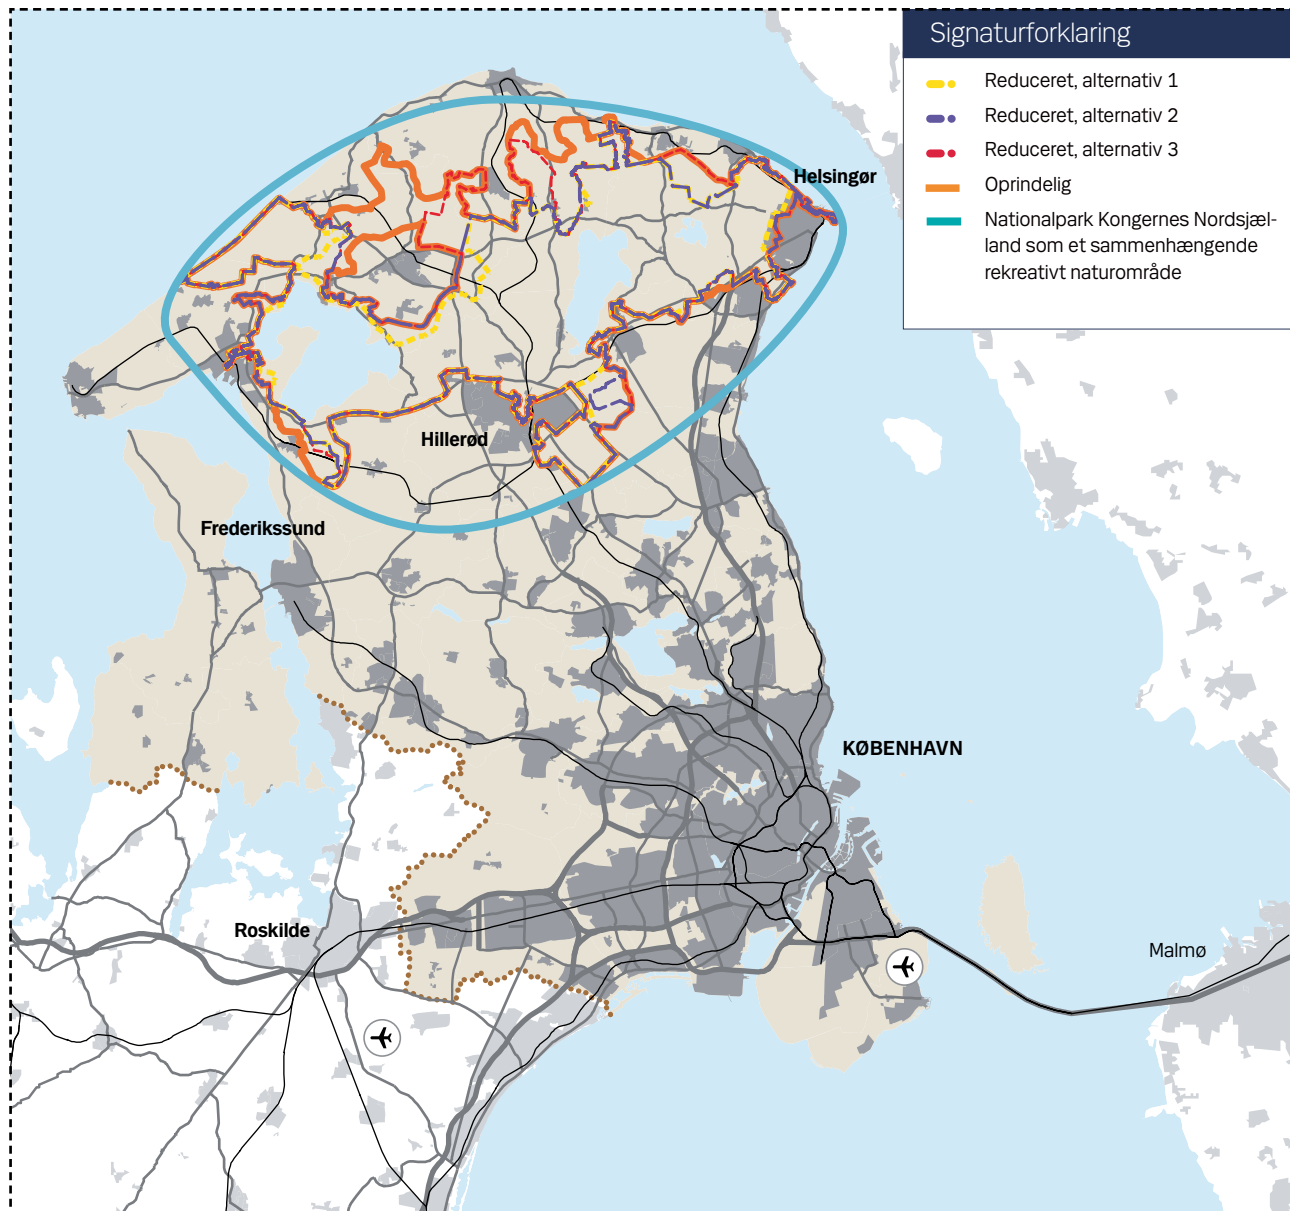 Signaturforklaring
Reduceret, alternativ 1
Reduceret, alternativ 2
Reduceret, alternativ 3
Oprindelig
Nationalpark Kongernes Nordsjæl-
land som et sammenhængende
rekreativt naturområde
Helsingør
Hillerød
Frederikssund
KØBENHAVN
Roskilde
Malmø